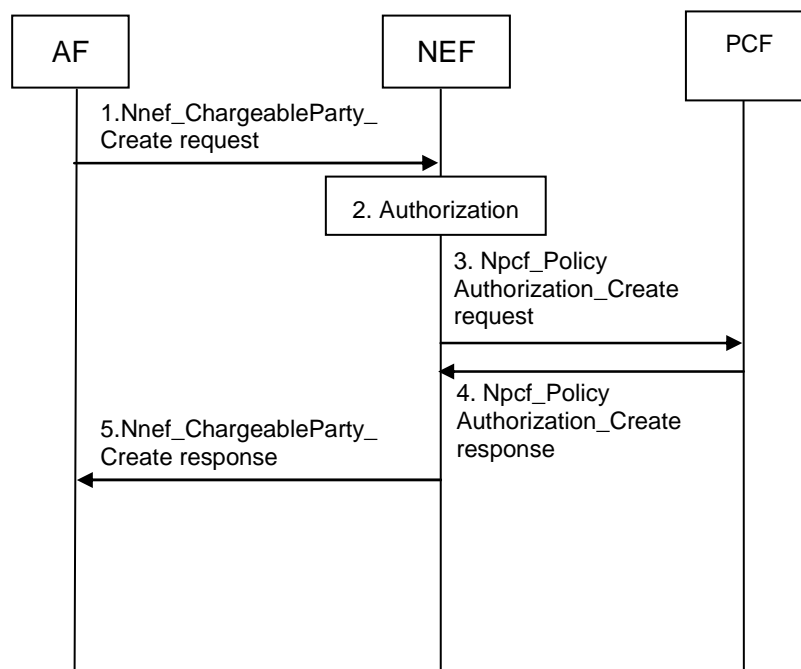 AF
NEF
PCF
1.Nnef_ChargeableParty_
Create request
2. Authorization
3. Npcf_Policy
Authorization_Create
request
4. Npcf_Policy
Authorization_Create
response
5.Nnef_ChargeableParty_
Create response